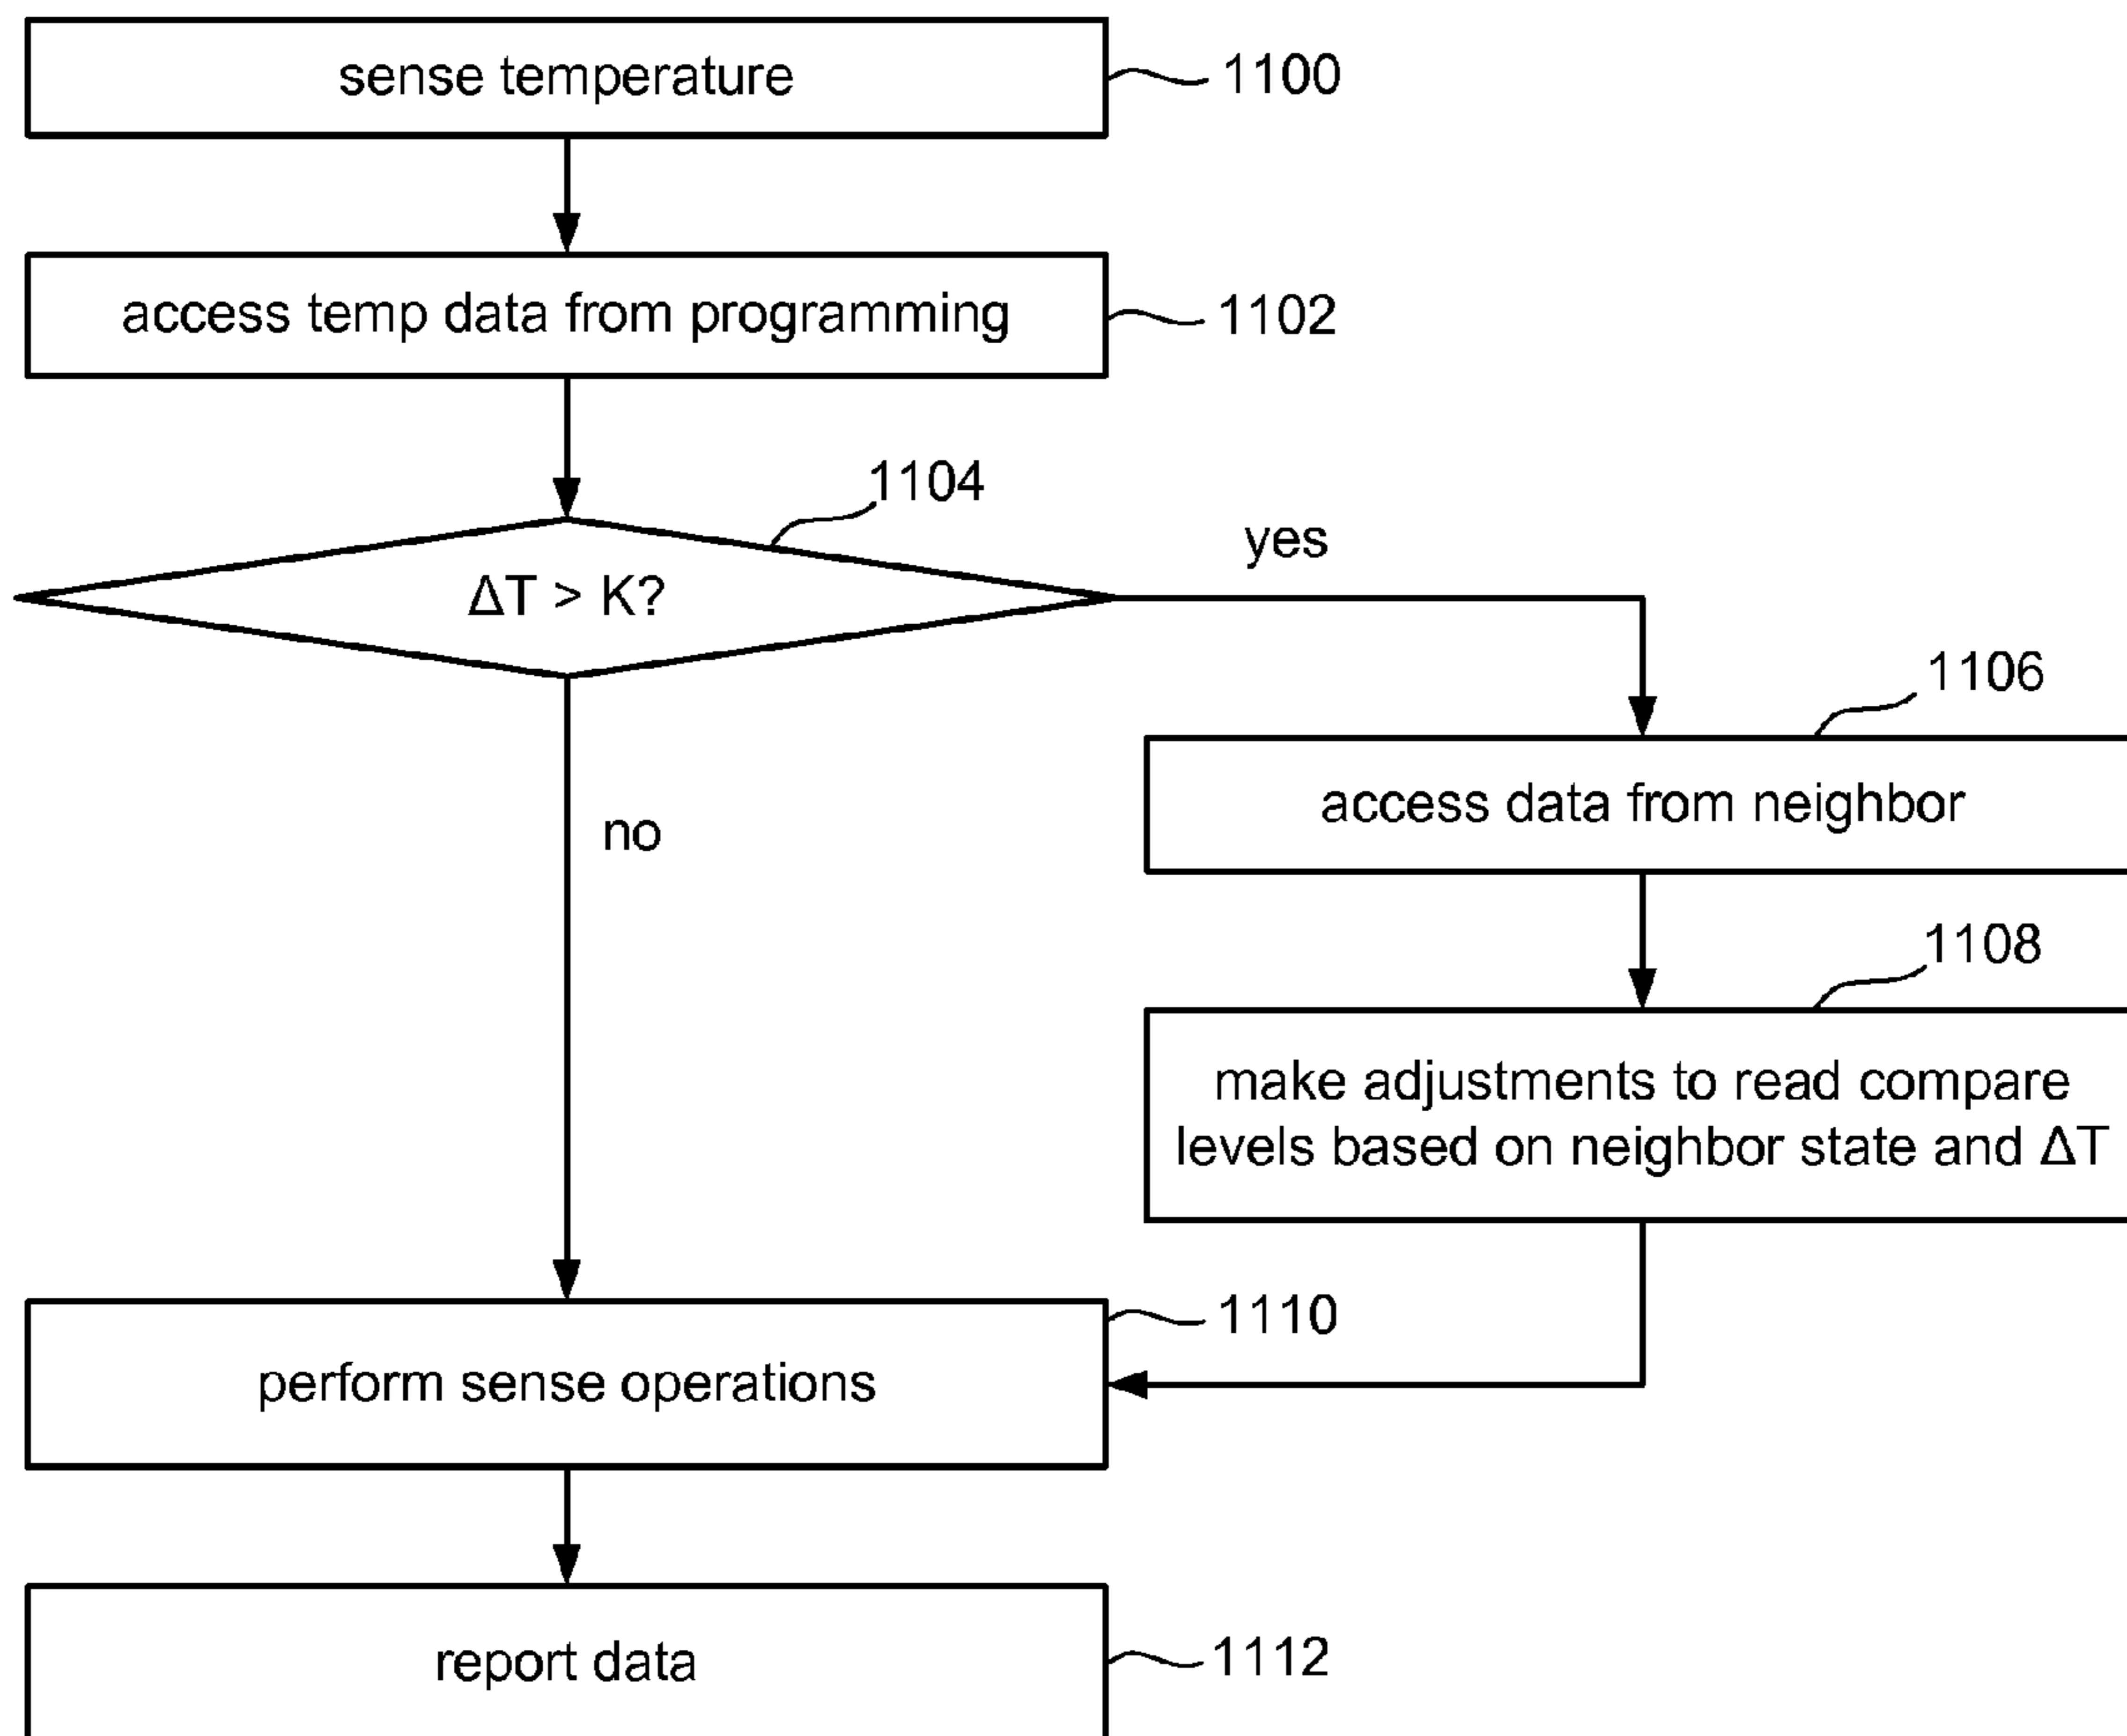 sense temperature
1100
access temp data from programming
1102
1104
ΔT > K?
yes
1106
access data from neighbor
no
1108
make adjustments to read compare
levels based on neighbor state and ΔT
1110
perform sense operations
report data
1112